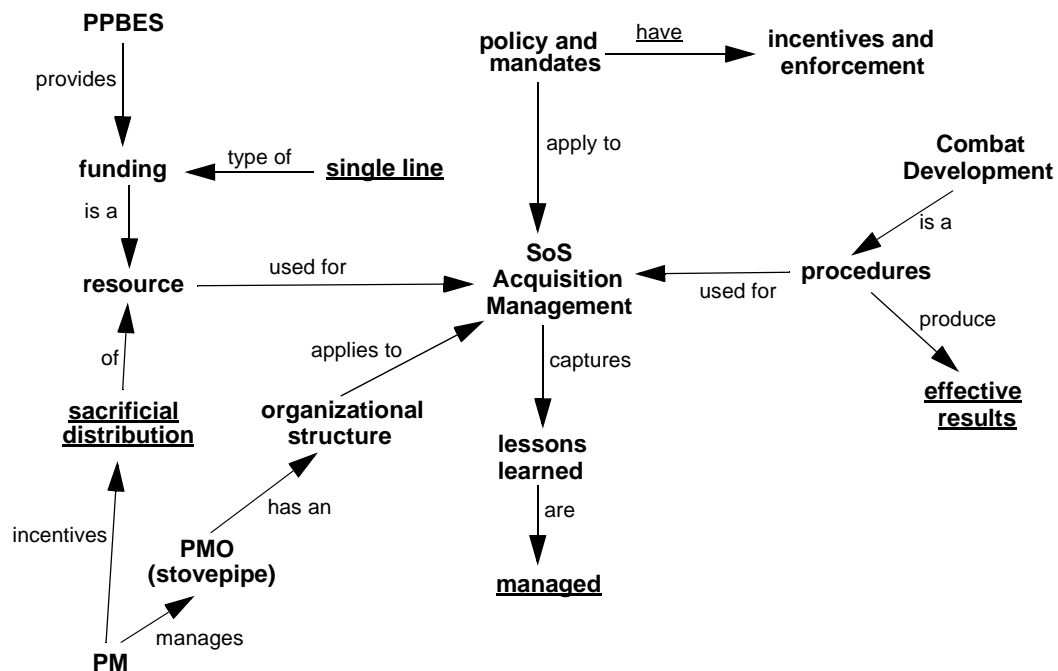 PPBES
policy and
mandates
have
incentives and
enforcement
provides
apply to
Combat
Development
funding
type of
single line
is a
is a
SoS
Acquisition
Management
resource
used for
used for
procedures
of
applies to
captures
produce
sacrificial
distribution
organizational
structure
lessons
learned
effective
results
incentives
has an
are
PMO
(stovepipe)
managed
manages
PM